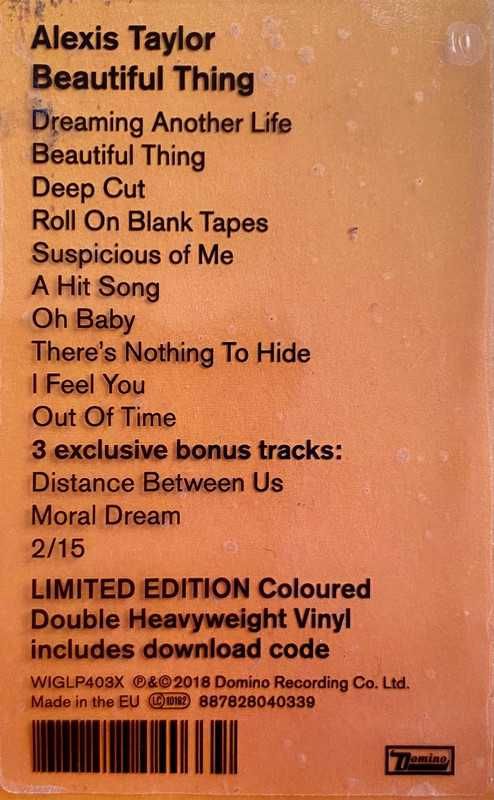 Alexis Taylor
Beautiful Thing
Dreaming Another Life
Beautiful Thing
Deep Cut
Roll On Blank Tapes
Suspicious of Me
A Hit Song
Oh Baby
There's Nothing To Hide
I Feel You
Out Of Time
3 exclusive bonus tracks:
Distance Between Us
Moral Dream
2/15
LIMITED EDITION Coloured
Double Heavyweight Vinyl
includes download code
WIGLP403X ℗&©2018 Domino Recording Co. Ltd.
Made in the EU LC 10162 887828040339
Domino